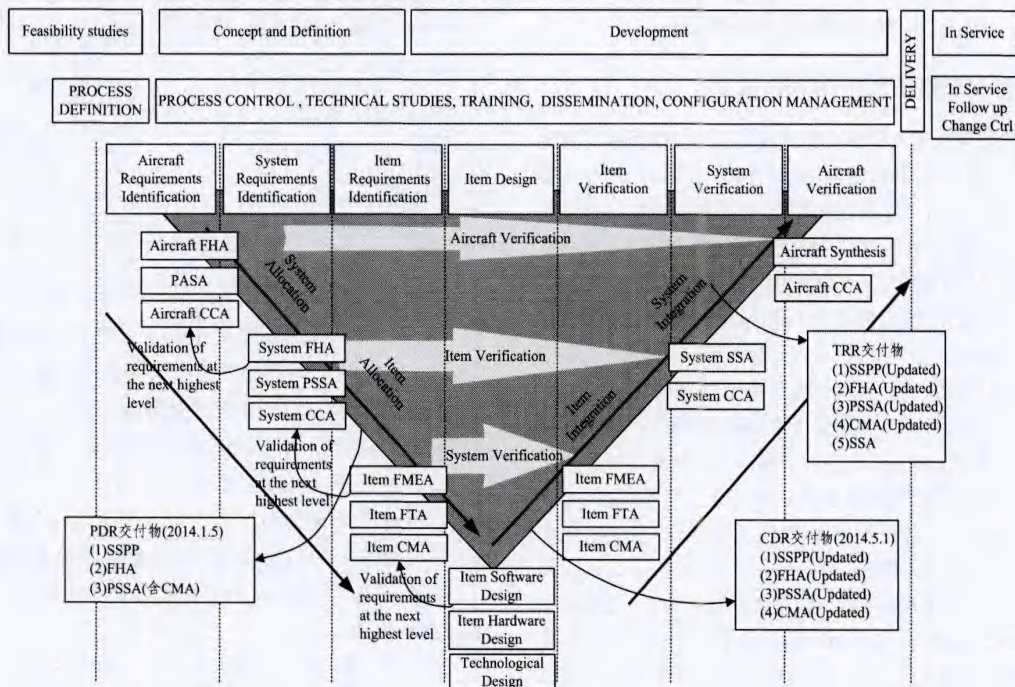 Feasibility studies
Concept and Definition
Development
DELIVERY
In Service
PROCESS
DEFINITION
PROCESS CONTROL , TECHNICAL STUDIES, TRAINING, DISSEMINATION, CONFIGURATION MANAGEMENT
In Service
Follow up
Change Ctrl
Aircraft
Requirements
Identification
System
Requirements
Identification
Item
Requirements
Identification
Item Design
Item
Verification
System
Verification
Aircraft
Verification
Aircraft FHA
PASA
Aircraft CCA
System
Allocation
Aircraft Verification
System
Integration
Aircraft Synthesis
Aircraft CCA
Validation of
requirements at
the next highest
level
System FHA
System PSSA
System CCA
Item
Allocation
Item Verification
Item
Integration
System SSA
System CCA
TRR交付物
(1)SSPP(Updated)
(2)FHA(Updated)
(3)PSSA(Updated)
(4)CMA(Updated)
(5)SSA
Validation of
requirements
at the next
highest level
System Verification
Item FMEA
Item FTA
Item CMA
Item FMEA
Item FTA
Item CMA
PDR交付物(2014.1.5)
(1)SSPP
(2)FHA
(3)PSSA(含CMA)
Validation of
requirements
at the next
highest level
Item Software
Design
Item Hardware
Design
Technological
Design
CDR交付物(2014.5.1)
(1)SSPP(Updated)
(2)FHA(Updated)
(3)PSSA(Updated)
(4)CMA(Updated)